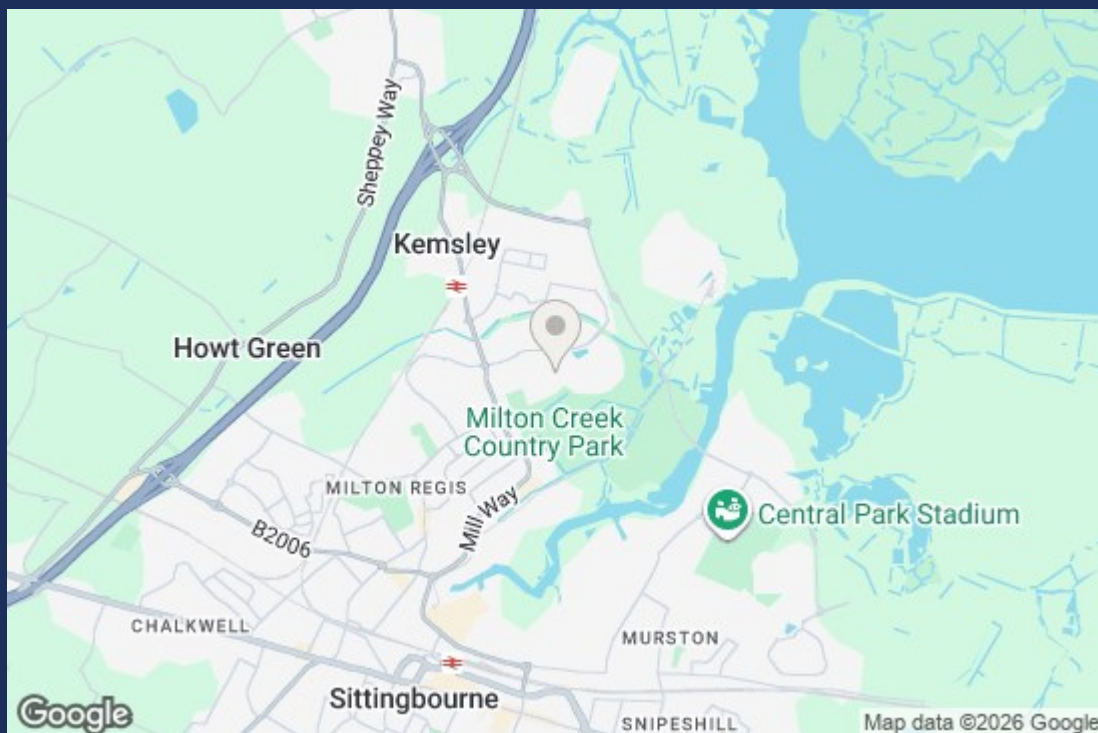 Sheppey Way
Kemsley
Howt Green
Milton Creek
Country Park
MILTON REGIS
Mill Way
Central Park Stadium
B2006
CHALKWELL
MURSTON
Sittingbourne
SNIPESHILL
Google
Map data ©2026 Google